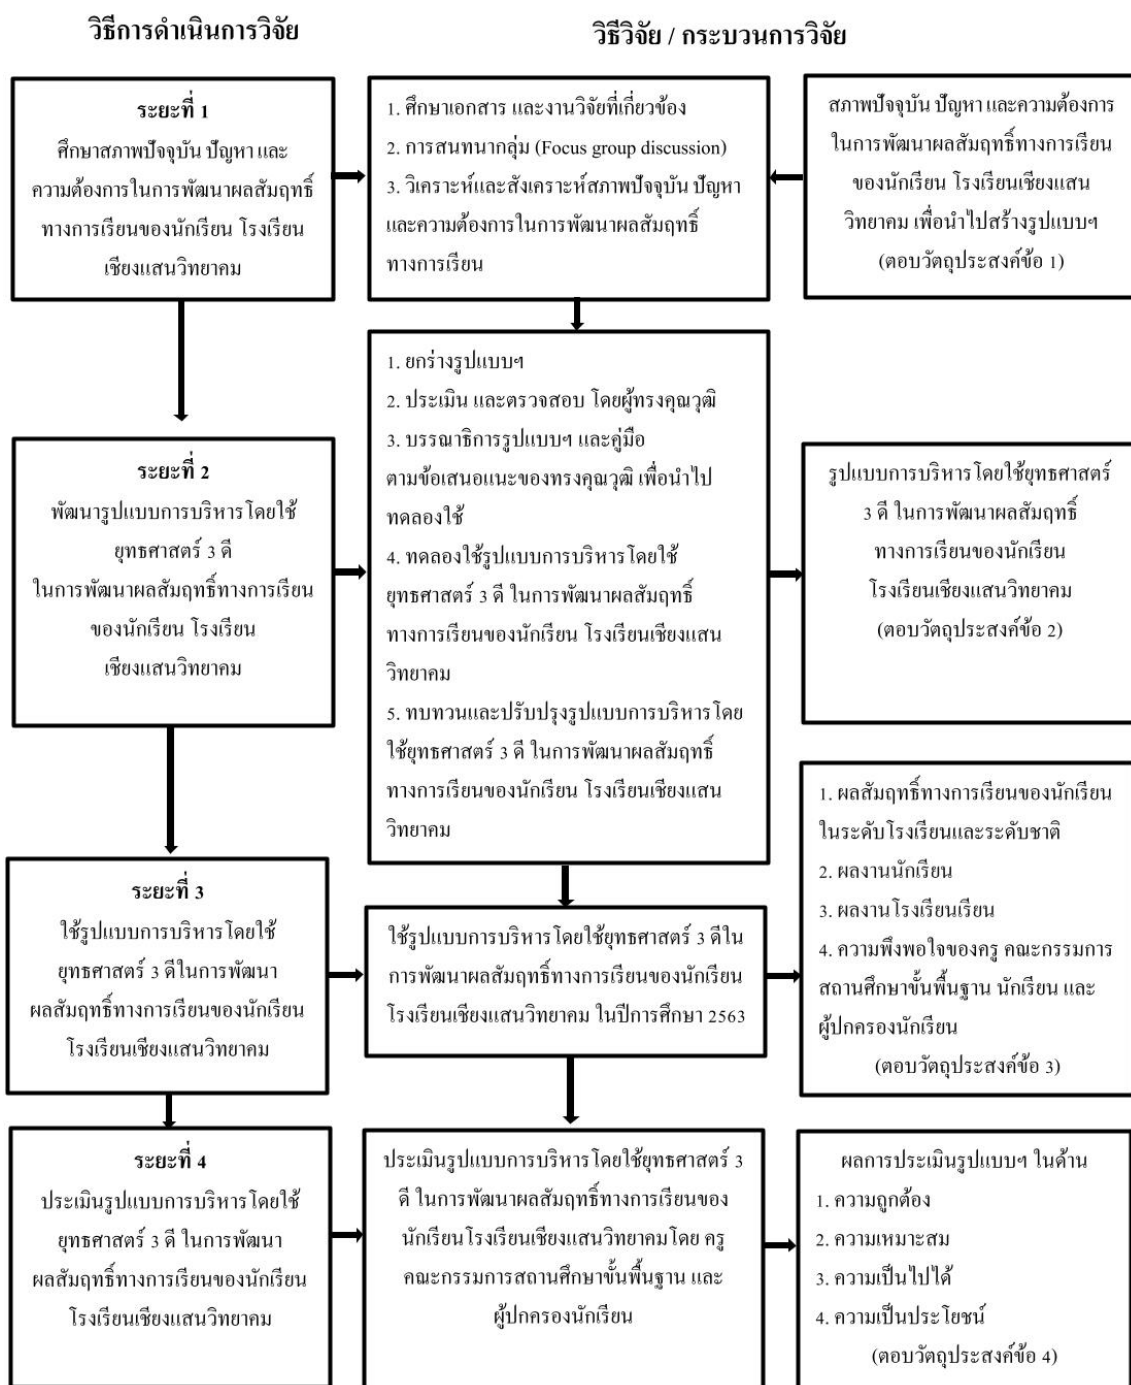 วิธีการดำเนินการวิจัย
วิธีวิจัย / กระบวนการวิจัย
ระยะที่ 1
ศึกษาสภาพปัจจุบัน ปัญหา และ
ความต้องการในการพัฒนาผลสัมฤทธิ์
ทางการเรียนของนักเรียน โรงเรียน
เชียงแสนวิทยาคม
1. ศึกษาเอกสาร และงานวิจัยที่เกี่ยวข้อง
2. การสนทนากลุ่ม (Focus group discussion)
3. วิเคราะห์และสังเคราะห์สภาพปัจจุบัน ปัญหา
และความต้องการในการพัฒนาผลสัมฤทธิ์
ทางการเรียน
สภาพปัจจุบัน ปัญหา และความต้องการ
ในการพัฒนาผลสัมฤทธิ์ทางการเรียน
ของนักเรียน โรงเรียนเชียงแสน
วิทยาคม เพื่อนำไปสร้างรูปแบบฯ
(ตอบวัตถุประสงค์ข้อ 1)
ระยะที่ 2
พัฒนารูปแบบการบริหารโดยใช้
ยุทธศาสตร์ 3 ดี
ในการพัฒนาผลสัมฤทธิ์ทางการเรียน
ของนักเรียน โรงเรียน
เชียงแสนวิทยาคม
1. ยกร่างรูปแบบฯ
2. ประเมิน และตรวจสอบ โดยผู้ทรงคุณวุฒิ
3. บรรณาธิการรูปแบบฯ และคู่มือ
ตามข้อเสนอแนะของทรงคุณวุฒิ เพื่อนำไป
ทดลองใช้
4. ทดลองใช้รูปแบบการบริหารโดยใช้
ยุทธศาสตร์ 3 ดี ในการพัฒนาผลสัมฤทธิ์
ทางการเรียนของนักเรียน โรงเรียนเชียงแสน
วิทยาคม
5. ทบทวนและปรับปรุงรูปแบบการบริหารโดย
ใช้ยุทธศาสตร์ 3 ดี ในการพัฒนาผลสัมฤทธิ์
ทางการเรียนของนักเรียน โรงเรียนเชียงแสน
วิทยาคม
รูปแบบการบริหารโดยใช้ยุทธศาสตร์
3 ดี ในการพัฒนาผลสัมฤทธิ์
ทางการเรียนของนักเรียน
โรงเรียนเชียงแสนวิทยาคม
(ตอบวัตถุประสงค์ข้อ 2)
ระยะที่ 3
ใช้รูปแบบการบริหารโดยใช้
ยุทธศาสตร์ 3 ดีในการพัฒนา
ผลสัมฤทธิ์ทางการเรียนของนักเรียน
โรงเรียนเชียงแสนวิทยาคม
ใช้รูปแบบการบริหารโดยใช้ยุทธศาสตร์ 3 ดีใน
การพัฒนาผลสัมฤทธิ์ทางการเรียนของนักเรียน
โรงเรียนเชียงแสนวิทยาคม ในปีการศึกษา 2563
1. ผลสัมฤทธิ์ทางการเรียนของนักเรียน
ในระดับโรงเรียนและระดับชาติ
2. ผลงานนักเรียน
3. ผลงานโรงเรียนเรียน
4. ความพึงพอใจของครู คณะกรรมการ
สถานศึกษาขั้นพื้นฐาน นักเรียน และ
ผู้ปกครองนักเรียน
(ตอบวัตถุประสงค์ข้อ 3)
ระยะที่ 4
ประเมินรูปแบบการบริหารโดยใช้
ยุทธศาสตร์ 3 ดี ในการพัฒนา
ผลสัมฤทธิ์ทางการเรียนของนักเรียน
โรงเรียนเชียงแสนวิทยาคม
ประเมินรูปแบบการบริหารโดยใช้ยุทธศาสตร์ 3
ดี ในการพัฒนาผลสัมฤทธิ์ทางการเรียนของ
นักเรียนโรงเรียนเชียงแสนวิทยาคมโดย ครู
คณะกรรมการสถานศึกษาขั้นพื้นฐาน และ
ผู้ปกครองนักเรียน
ผลการประเมินรูปแบบฯ ในด้าน
1. ความถูกต้อง
2. ความเหมาะสม
3. ความเป็นไปได้
4. ความเป็นประโยชน์
(ตอบวัตถุประสงค์ข้อ 4)